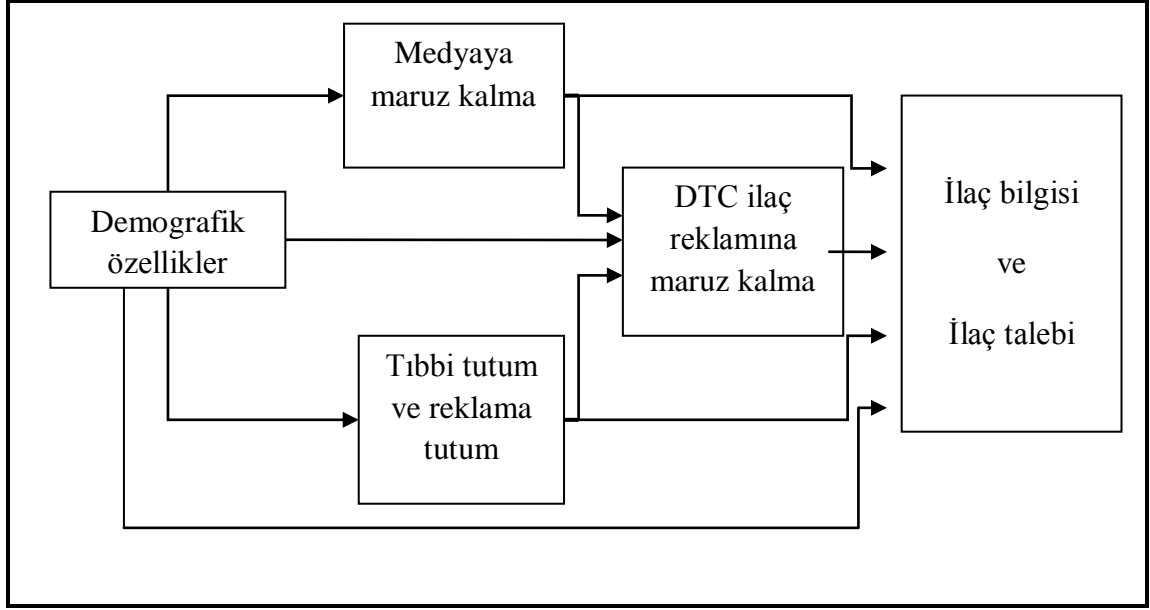 Medyaya
maruz kalma
Demografik
özellikler
DTC ilaç
reklamına
maruz kalma
Tıbbi tutum
ve reklama
tutum
İlaç bilgisi
ve
İlaç talebi